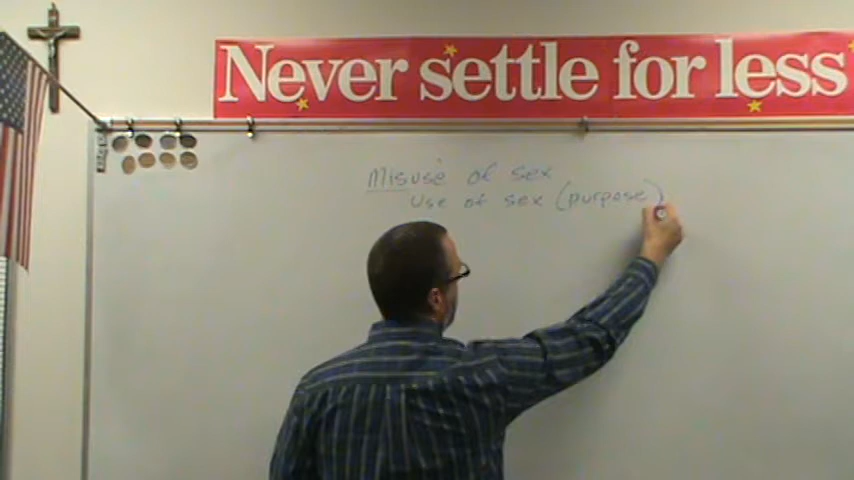 Never settle for less
Misuse of sex
Use of sex (purpose)